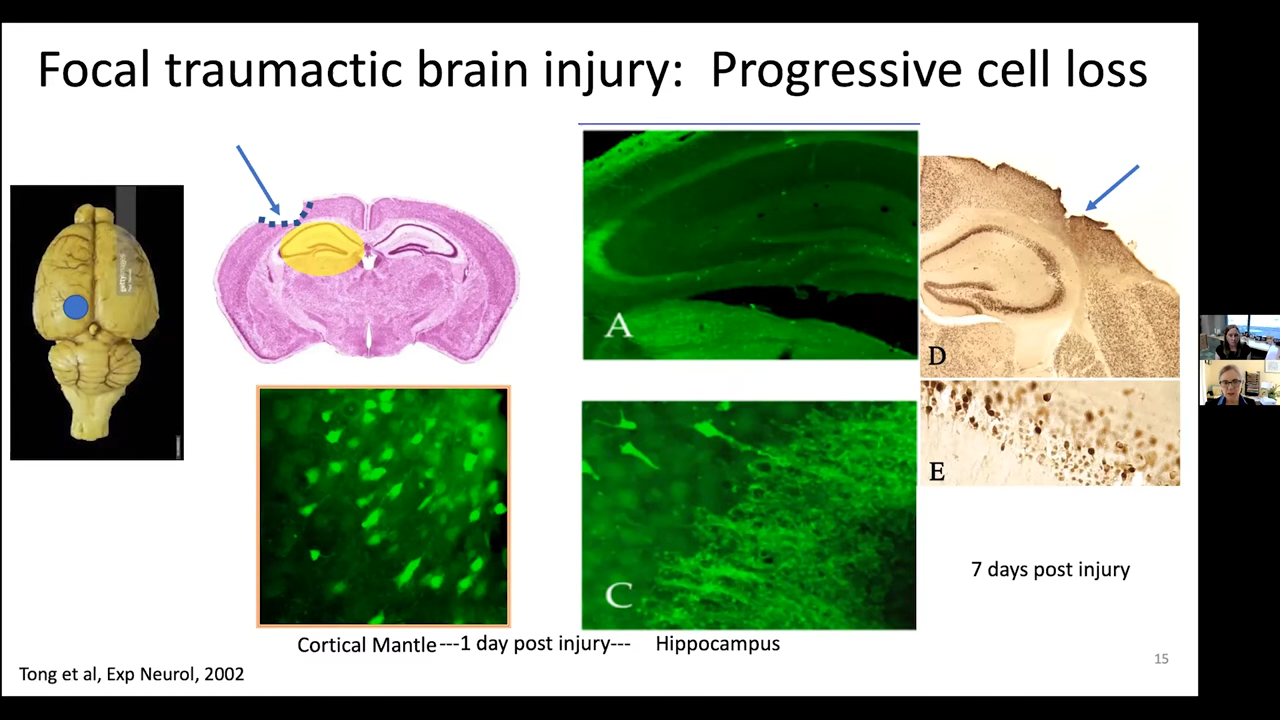 Focal traumactic brain injury:  Progressive cell loss
gettyimages
A
D
E
C
7 days post injury
Cortical Mantle---1 day post injury--- Hippocampus
Tong et al, Exp Neurol, 2002
15